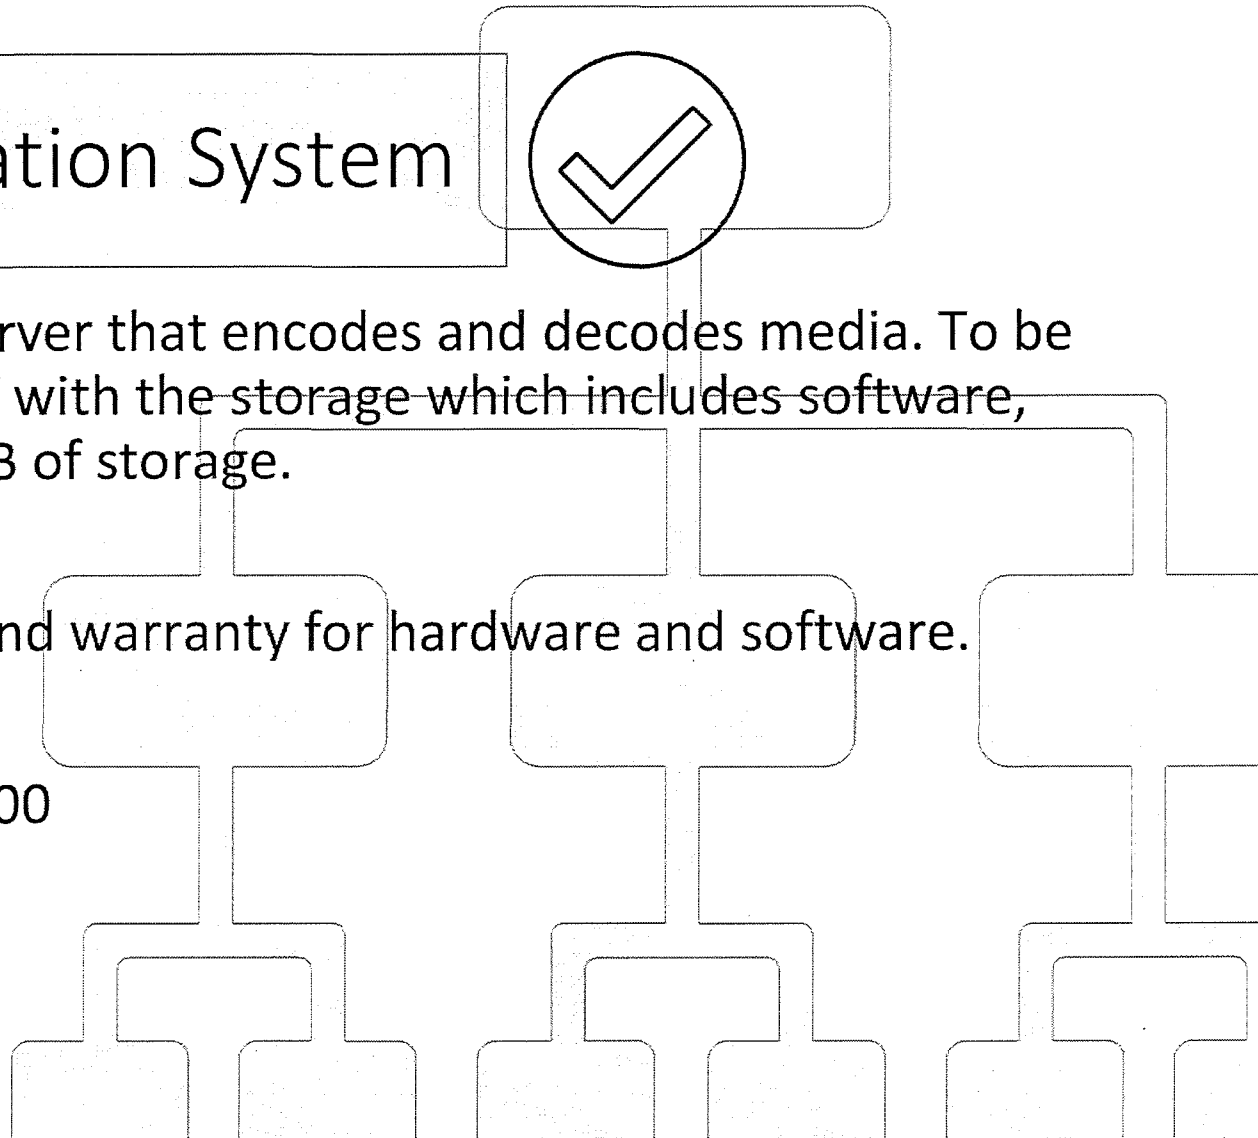 ation System
rver that encodes and decodes media. To be
with the storage which includes software,
B of storage.
nd warranty for hardware and software.
00